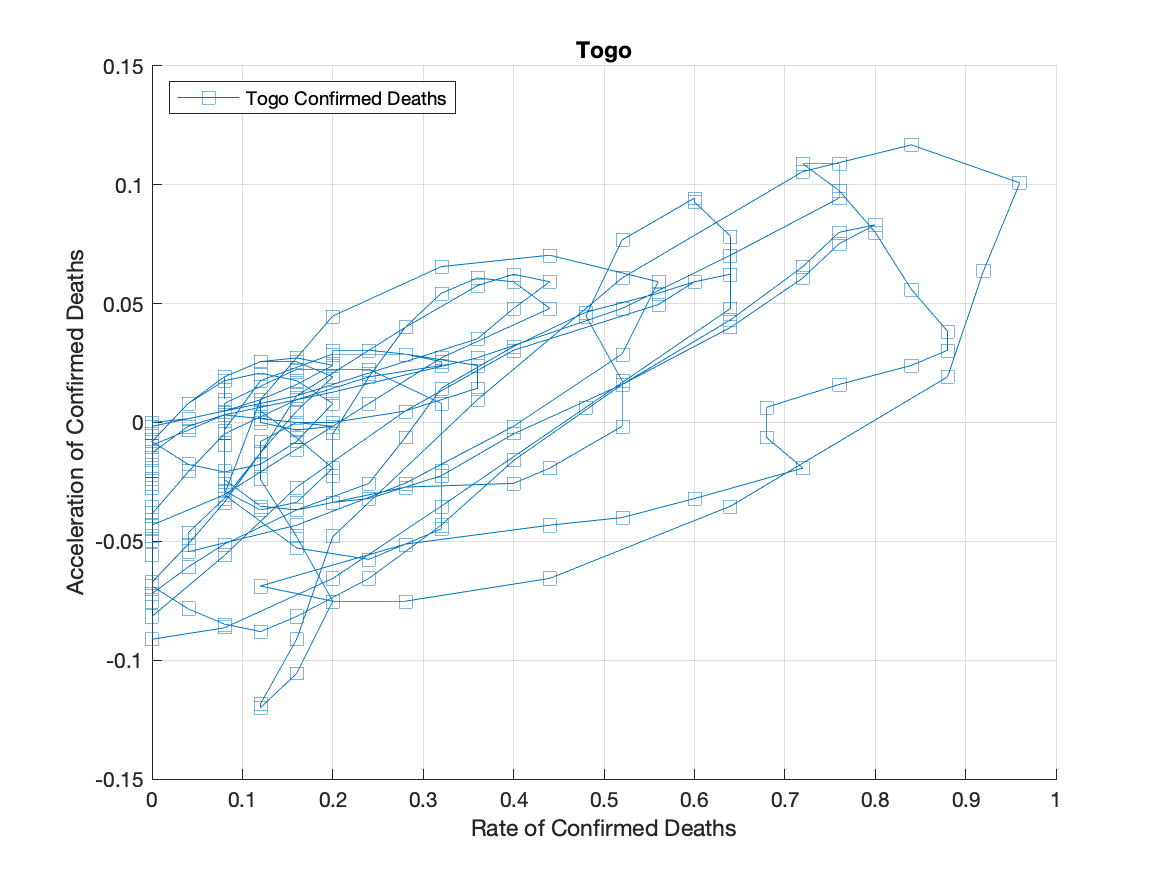 Togo
Togo Confirmed Deaths
Acceleration of Confirmed Deaths
0.15
0.1
0.05
0
-0.05
-0.1
-0.15
0 0.1 0.2 0.3 0.4 0.5 0.6 0.7 0.8 0.9 1
Rate of Confirmed Deaths